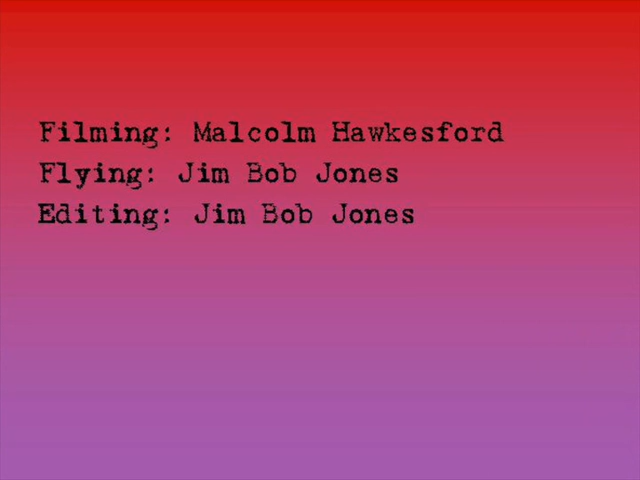 Filming: Malcolm Hawkesford
Flying: Jim Bob Jones
Editing: Jim Bob Jones